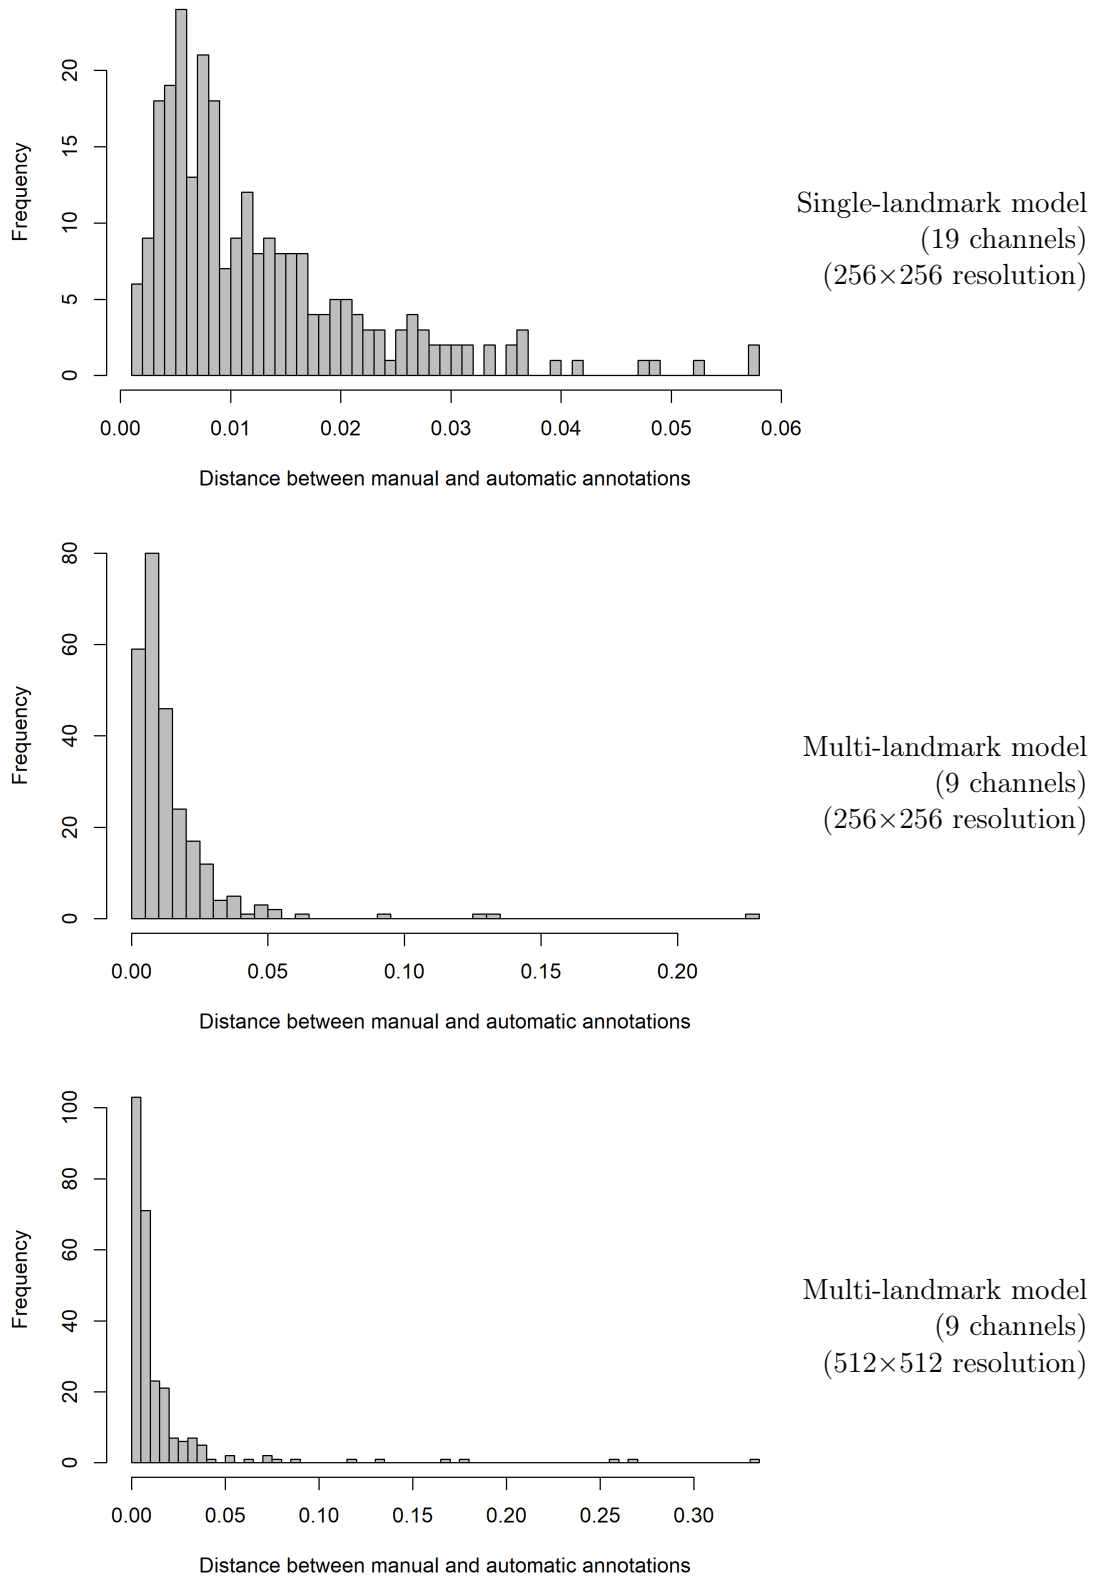 Frequency
20
15
10
5
0
0.00 0.01 0.02 0.03 0.04 0.05 0.06
Distance between manual and automatic annotations
Single-landmark model
(19 channels)
(256×256 resolution)
Frequency
80
60
40
20
0
0.00 0.05 0.10 0.15 0.20
Distance between manual and automatic annotations
Multi-landmark model
(9 channels)
(256×256 resolution)
Frequency
100
80
60
40
20
0
0.00 0.05 0.10 0.15 0.20 0.25 0.30
Distance between manual and automatic annotations
Multi-landmark model
(9 channels)
(512×512 resolution)